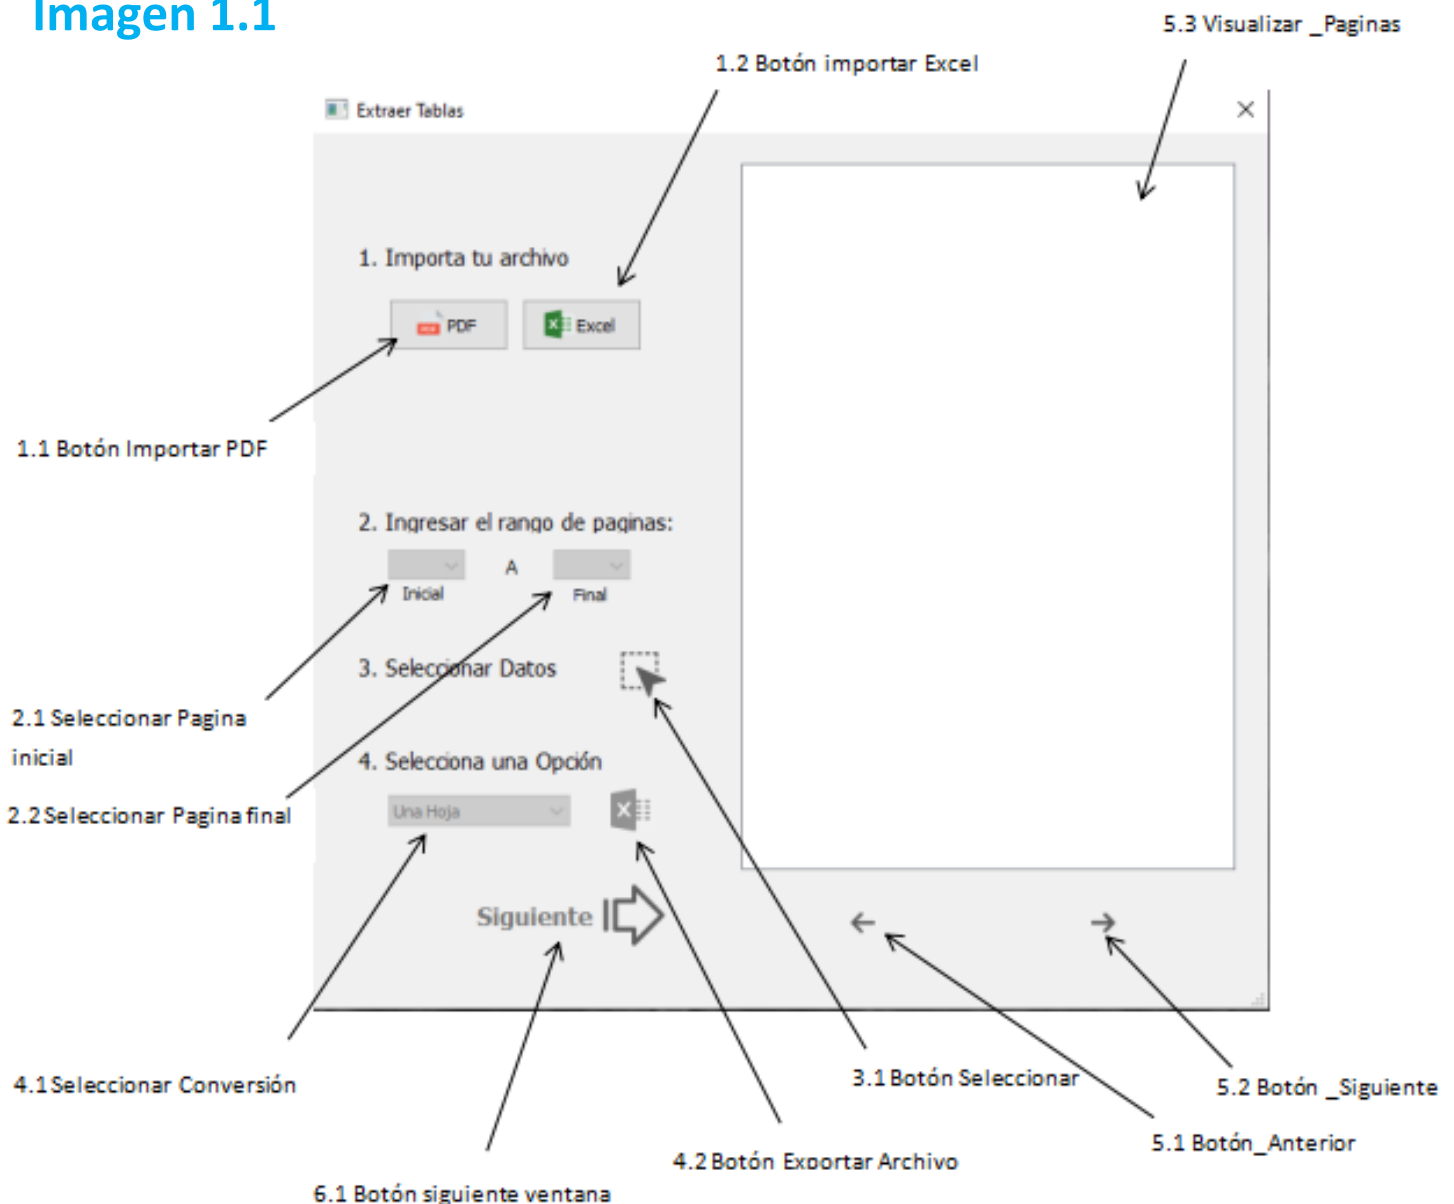 Imagen 1.1
5.3 Visualizar _Paginas
1.2 Botón importar Excel
Extraer Tablas
1. Importa tu archivo
PDF
Excel
1.1 Botón Importar PDF
2. Ingresar el rango de paginas:
A
Inicial
Final
3. Seleccionar Datos
2.1 Seleccionar Pagina
inicial
4. Selecciona una Opción
2.2 Seleccionar Pagina final
Una Hoja
Siguiente
4.1 Seleccionar Conversión
3.1 Botón Seleccionar
5.2 Botón _Siguiente
5.1 Botón_Anterior
4.2 Botón Exportar Archivo
6.1 Botón siguiente ventana